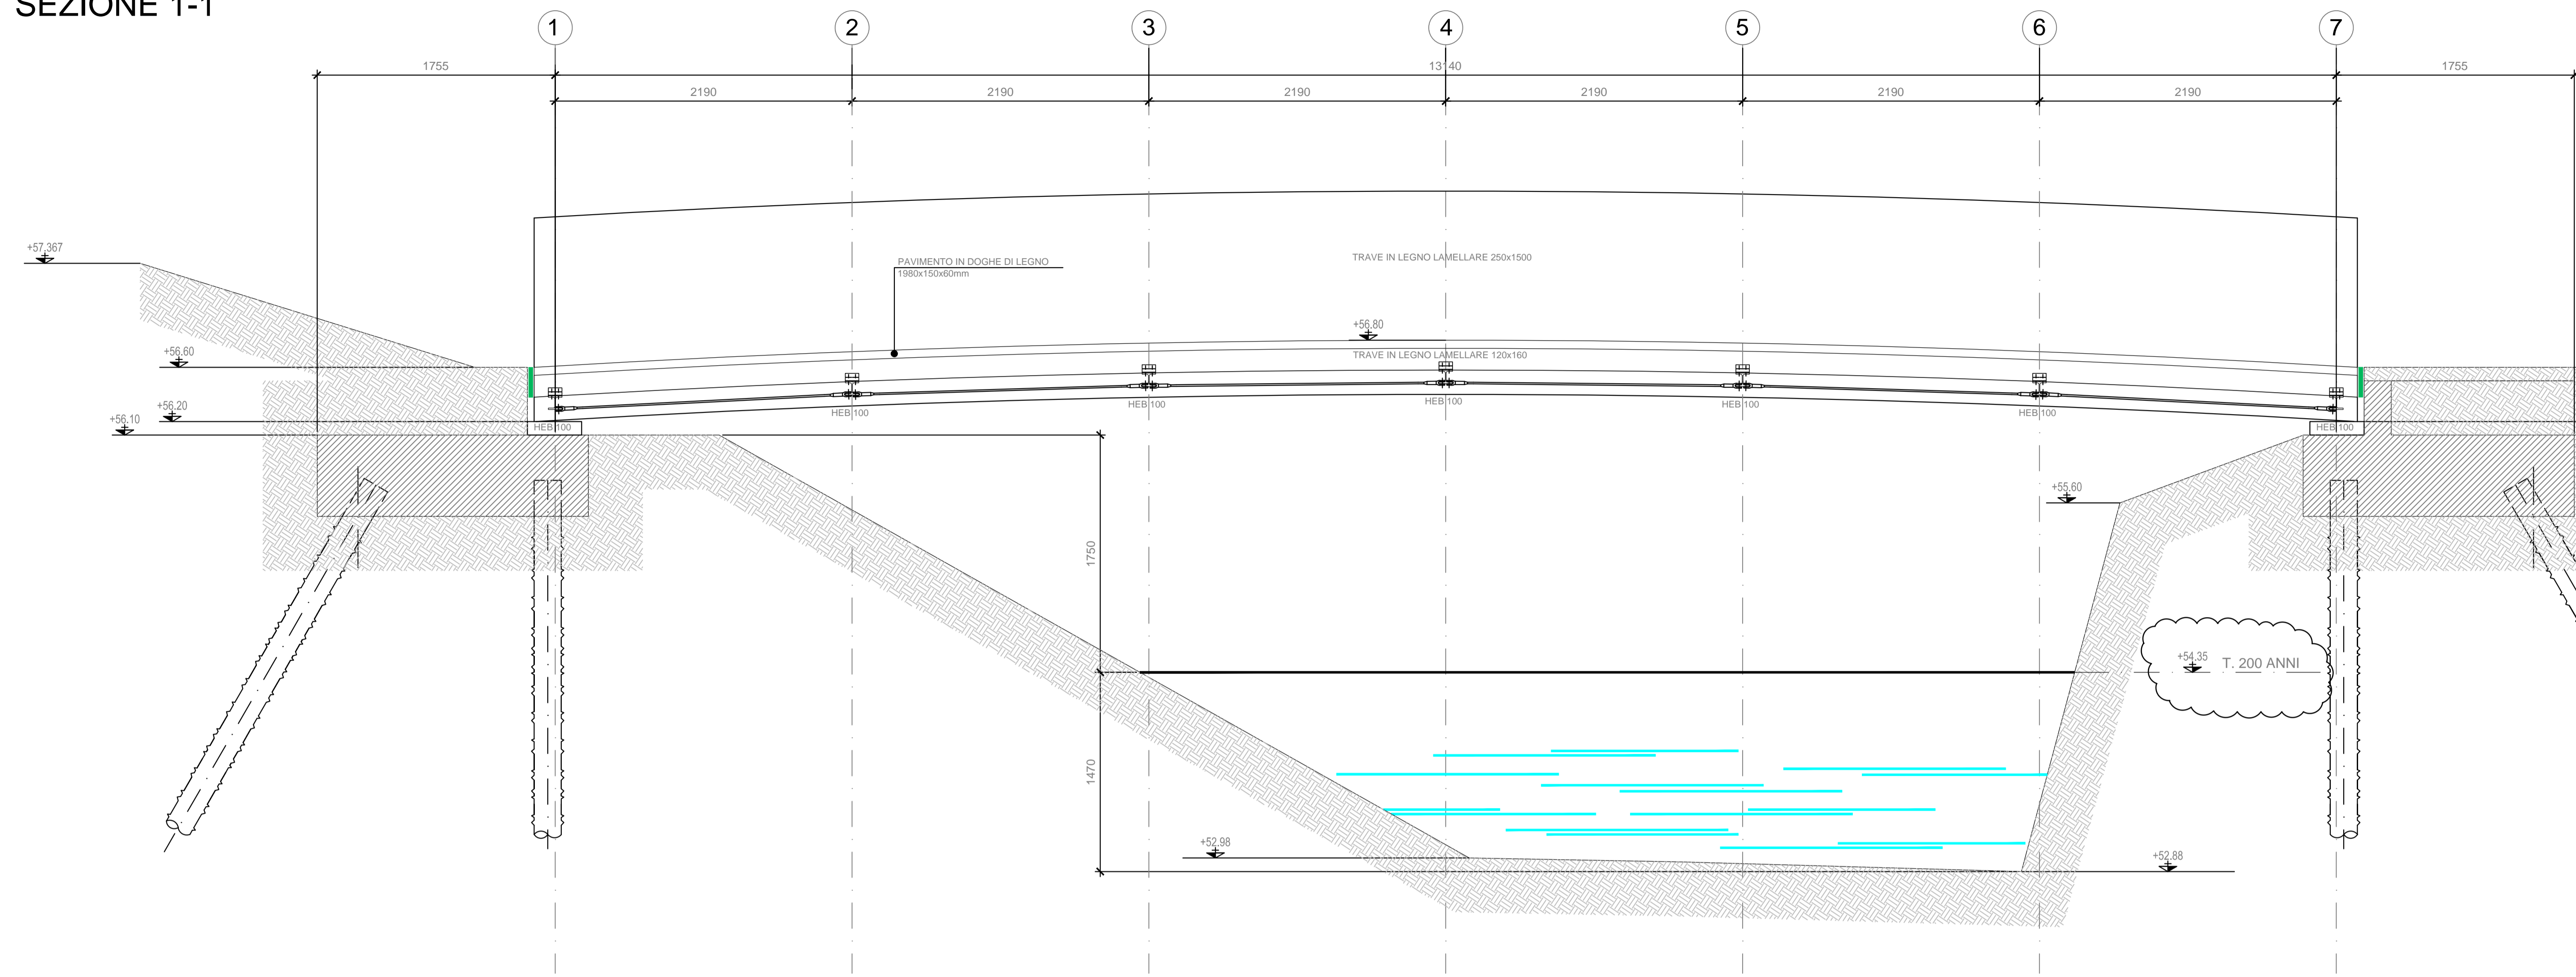 SEZIONE 1-1
1 2 3 4 5 6 7
1755 13140 1755
2190 2190 2190 2190 2190 2190
+57.367
PAVIMENTO IN DOGHE DI LEGNO
1980x150x60mm
TRAVE IN LEGNO LAMELLARE 250x1500
+56.80
+56.60
TRAVE IN LEGNO LAMELLARE 120x160
+56.20
+56.10
HEB 100
HEB 100
HEB 100
HEB 100
HEB 100
HEB 100
HEB 100
+55.60
1750
+54.35
T. 200 ANNI
1470
+52.98
+52.88